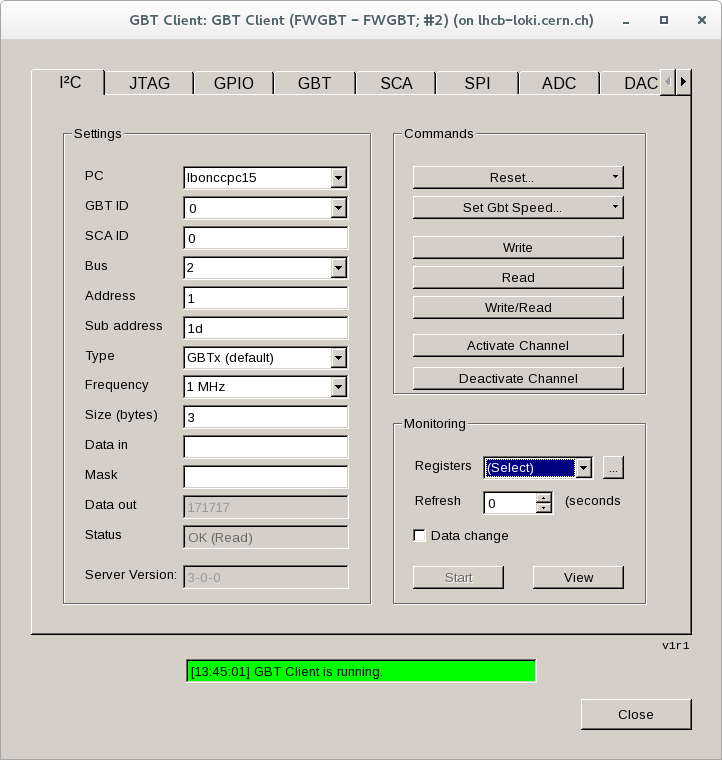 GBT Client: GBT Client (FWGBT - FWGBT; #2) (on lhcb-loki.cern.ch)
I²C JTAG GPIO GBT SCA SPI ADC DAC
Settings
PC lbonccpc15
GBT ID 0
SCA ID 0
Bus 2
Address 1
Sub address 1d
Type GBTx (default)
Frequency 1 MHz
Size (bytes) 3
Data in
Mask
Data out 171717
Status OK (Read)
Server Version: 3-0-0
Commands
Reset...
Set Gbt Speed...
Write
Read
Write/Read
Activate Channel
Deactivate Channel
Monitoring
Registers (Select) ...
Refresh 0 (seconds
Data change
Start View
v1r1
[13:45:01] GBT Client is running.
Close